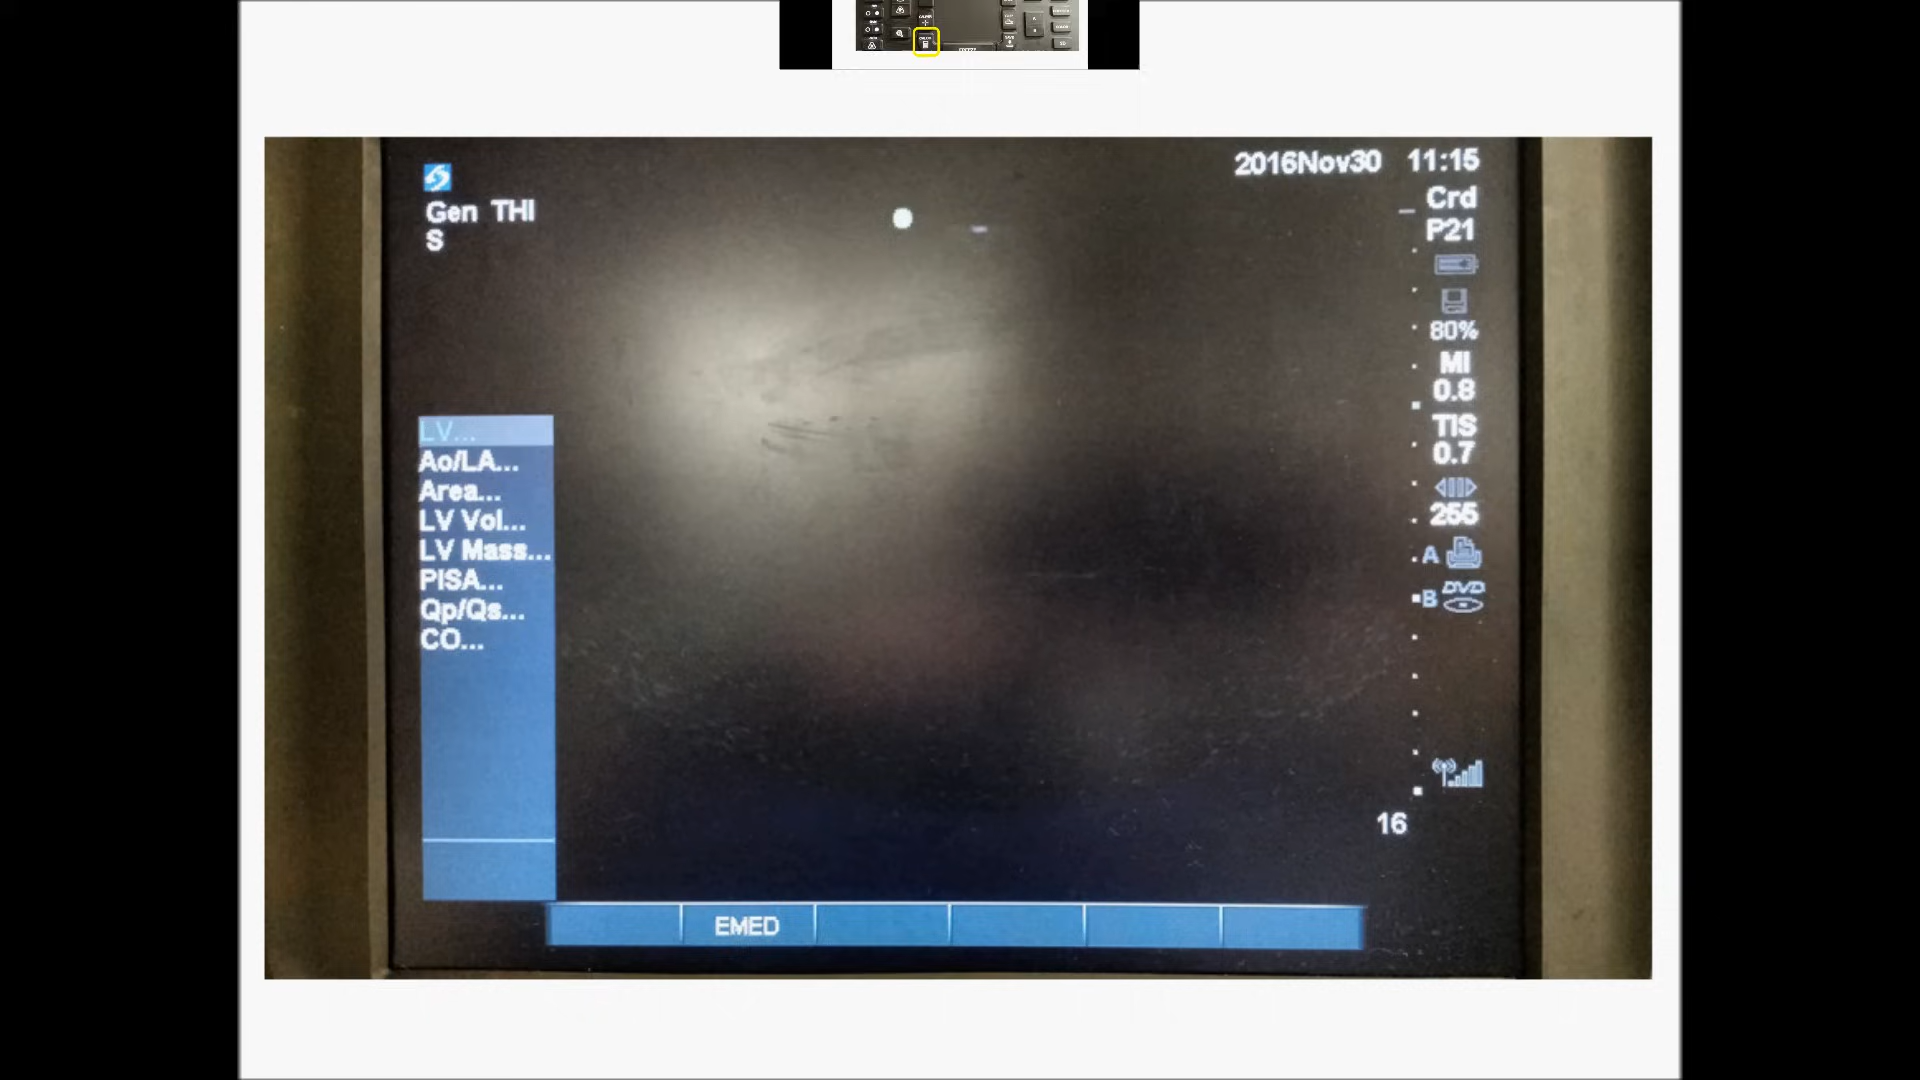 2016Nov30 11:15
Gen THI
S
Crd
P21
80%
MI
0.8
TIS
0.7
255
A
B DVD
LV...
Ao/LA...
Area...
LV Vol...
LV Mass...
PISA...
Qp/Qs...
CO...
16
EMED